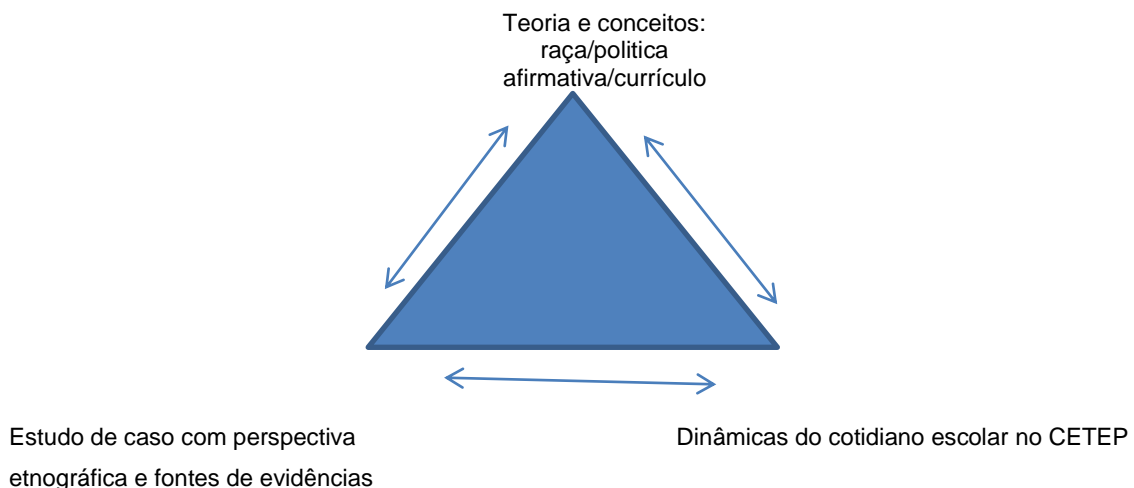 Teoria e conceitos:
raça/politica
afirmativa/currículo
Estudo de caso com perspectiva
etnográfica e fontes de evidências
Dinâmicas do cotidiano escolar no CETEP